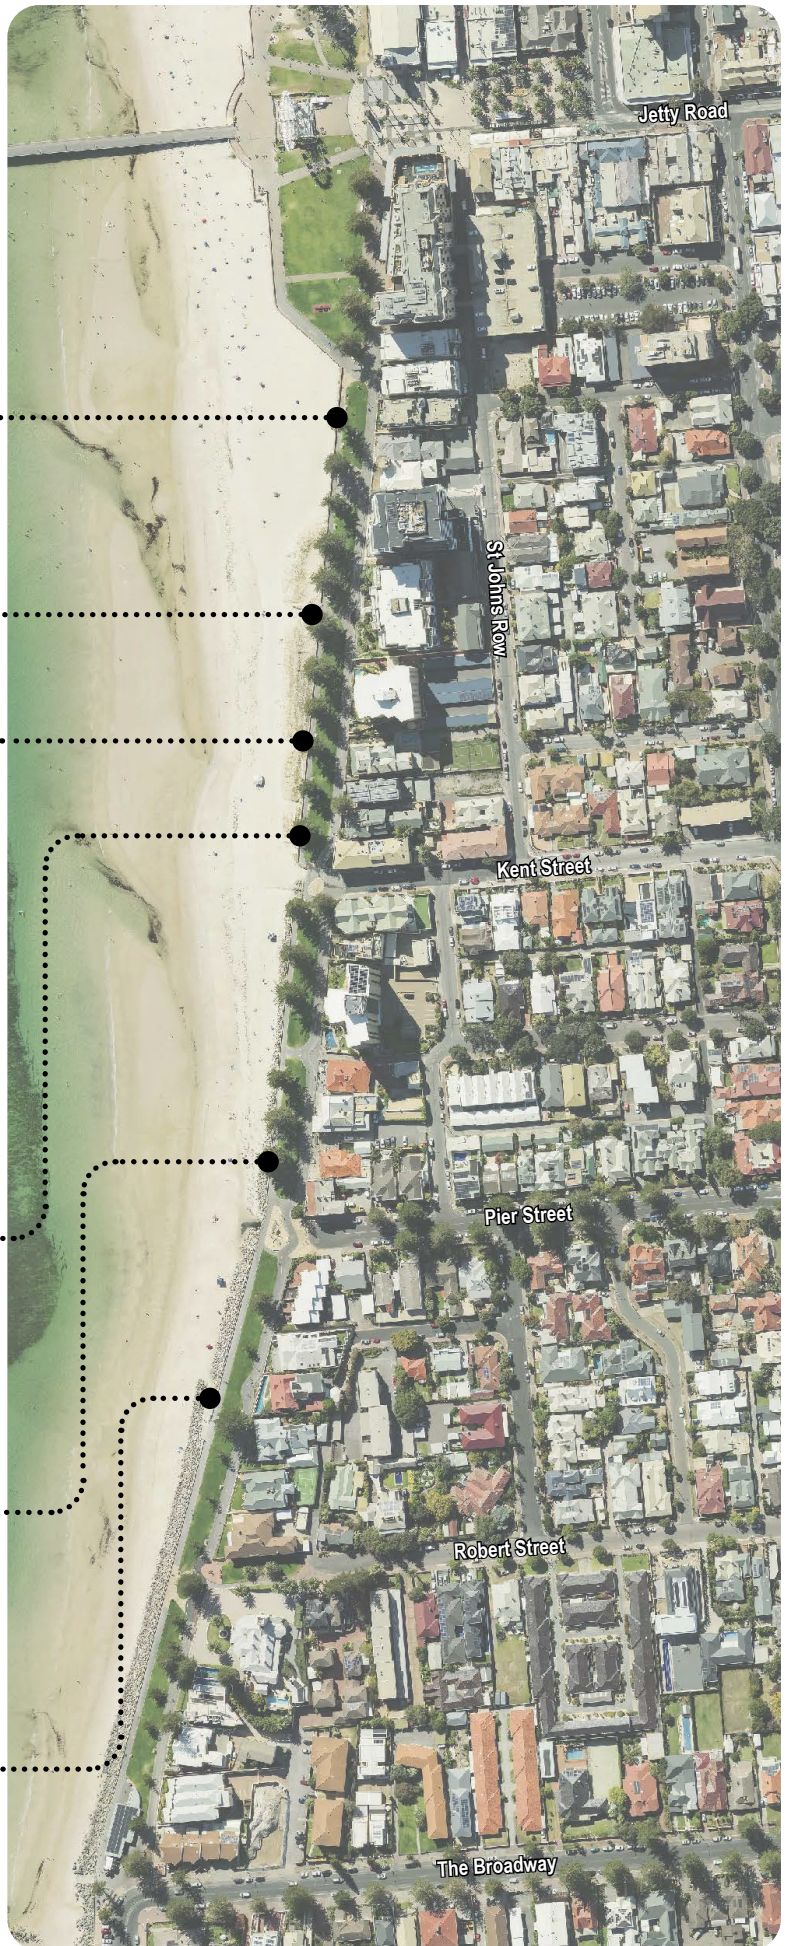 Jetty Road
St Johns Row
Kent Street
Pier Street
Robert Street
The Broadway